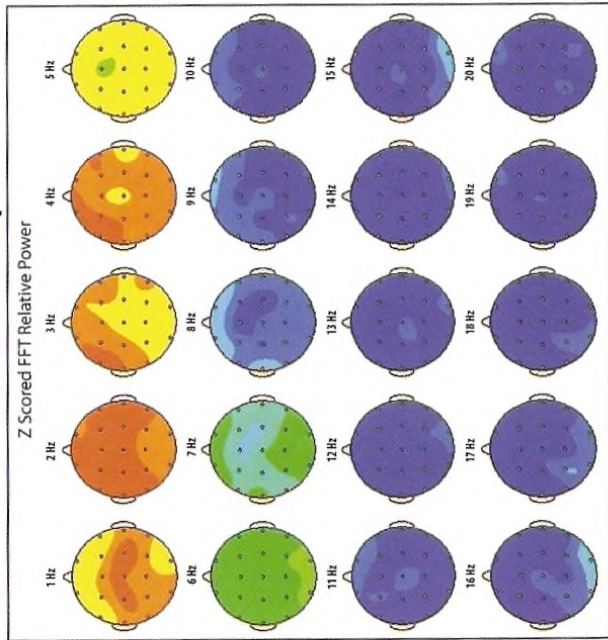 Z Scored FFT Relative Power
1 Hz 2 Hz 3 Hz 4 Hz 5 Hz
6 Hz 7 Hz 8 Hz 9 Hz 10 Hz
11 Hz 12 Hz 13 Hz 14 Hz 15 Hz
16 Hz 17 Hz 18 Hz 19 Hz 20 Hz